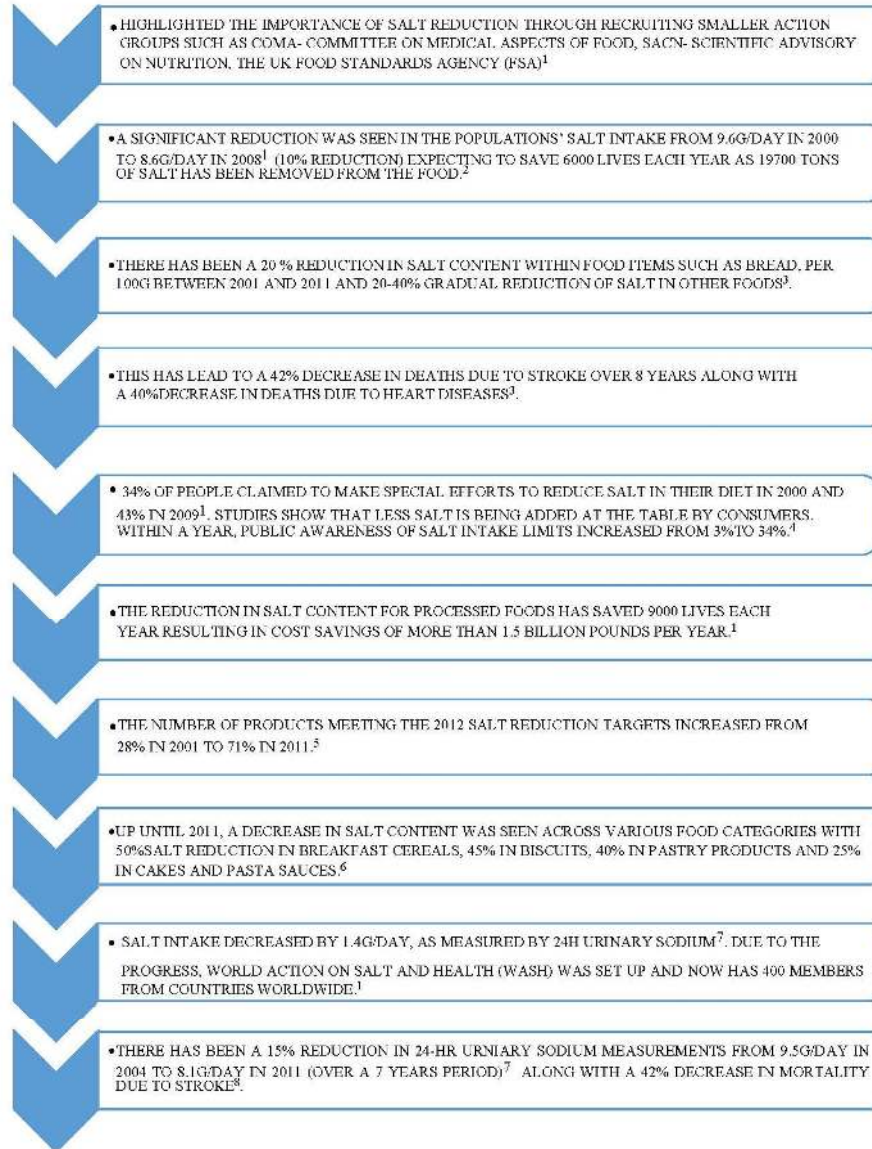 •HIGHLIGHTED THE IMPORTANCE OF SALT REDUCTION THROUGH RECRUITING SMALLER ACTION
GROUPS SUCH AS COMA- COMMITTEE ON MEDICAL ASPECTS OF FOOD, SACN- SCIENTIFIC ADVISORY
ON NUTRITION, THE UK FOOD STANDARDS AGENCY (FSA)¹
•A SIGNIFICANT REDUCTION WAS SEEN IN THE POPULATIONS' SALT INTAKE FROM 9.6G/DAY IN 2000
TO 8.6G/DAY IN 2008¹ (10% REDUCTION) EXPECTING TO SAVE 6000 LIVES EACH YEAR AS 19700 TONS
OF SALT HAS BEEN REMOVED FROM THE FOOD.²
•THERE HAS BEEN A 20 % REDUCTION IN SALT CONTENT WITHIN FOOD ITEMS SUCH AS BREAD, PER
100G BETWEEN 2001 AND 2011 AND 20-40% GRADUAL REDUCTION OF SALT IN OTHER FOODS³.
•THIS HAS LEAD TO A 42% DECREASE IN DEATHS DUE TO STROKE OVER 8 YEARS ALONG WITH
A 40%DECREASE IN DEATHS DUE TO HEART DISEASES³.
• 34% OF PEOPLE CLAIMED TO MAKE SPECIAL EFFORTS TO REDUCE SALT IN THEIR DIET IN 2000 AND
43% IN 2009¹. STUDIES SHOW THAT LESS SALT IS BEING ADDED AT THE TABLE BY CONSUMERS.
WITHIN A YEAR, PUBLIC AWARENESS OF SALT INTAKE LIMITS INCREASED FROM 3%TO 34%.⁴
•THE REDUCTION IN SALT CONTENT FOR PROCESSED FOODS HAS SAVED 9000 LIVES EACH
YEAR RESULTING IN COST SAVINGS OF MORE THAN 1.5 BILLION POUNDS PER YEAR.¹
•THE NUMBER OF PRODUCTS MEETING THE 2012 SALT REDUCTION TARGETS INCREASED FROM
28% IN 2001 TO 71% IN 2011.⁵
•UP UNTIL 2011, A DECREASE IN SALT CONTENT WAS SEEN ACROSS VARIOUS FOOD CATEGORIES WITH
50%SALT REDUCTION IN BREAKFAST CEREALS, 45% IN BISCUITS, 40% IN PASTRY PRODUCTS AND 25%
IN CAKES AND PASTA SAUCES.⁶
• SALT INTAKE DECREASED BY 1.4G/DAY, AS MEASURED BY 24H URINARY SODIUM⁷. DUE TO THE
PROGRESS, WORLD ACTION ON SALT AND HEALTH (WASH) WAS SET UP AND NOW HAS 400 MEMBERS
FROM COUNTRIES WORLDWIDE.¹
•THERE HAS BEEN A 15% REDUCTION IN 24-HR URNIARY SODIUM MEASUREMENTS FROM 9.5G/DAY IN
2004 TO 8.1G/DAY IN 2011 (OVER A 7 YEARS PERIOD)⁷ ALONG WITH A 42% DECREASE IN MORTALITY
DUE TO STROKE⁸.